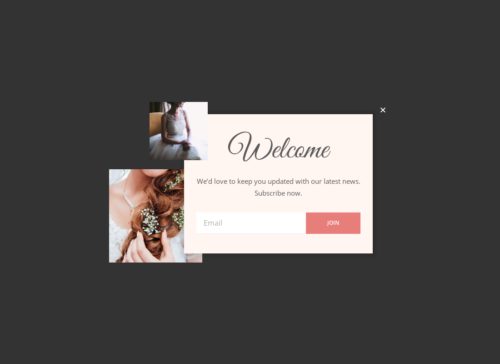 Welcome
We'd love to keep you updated with our latest news.
Subscribe now.
Email
JOIN